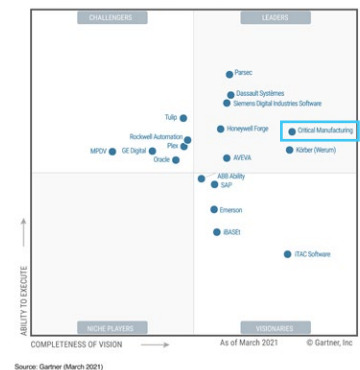 CHALLENGERS
LEADERS
Parsec
Dassault Systèmes
Siemens Digital Industries Software
Tulip
Honeywell Forge
Critical Manufacturing
Rockwell Automation
Plex
MPDV
GE Digital
Körber (Werum)
Oracle
AVEVA
ABB Ability
SAP
Emerson
iBASEt
iTAC Software
ABILITY TO EXECUTE
NICHE PLAYERS
VISIONARIES
COMPLETENESS OF VISION
As of March 2021
© Gartner, Inc
Source: Gartner (March 2021)